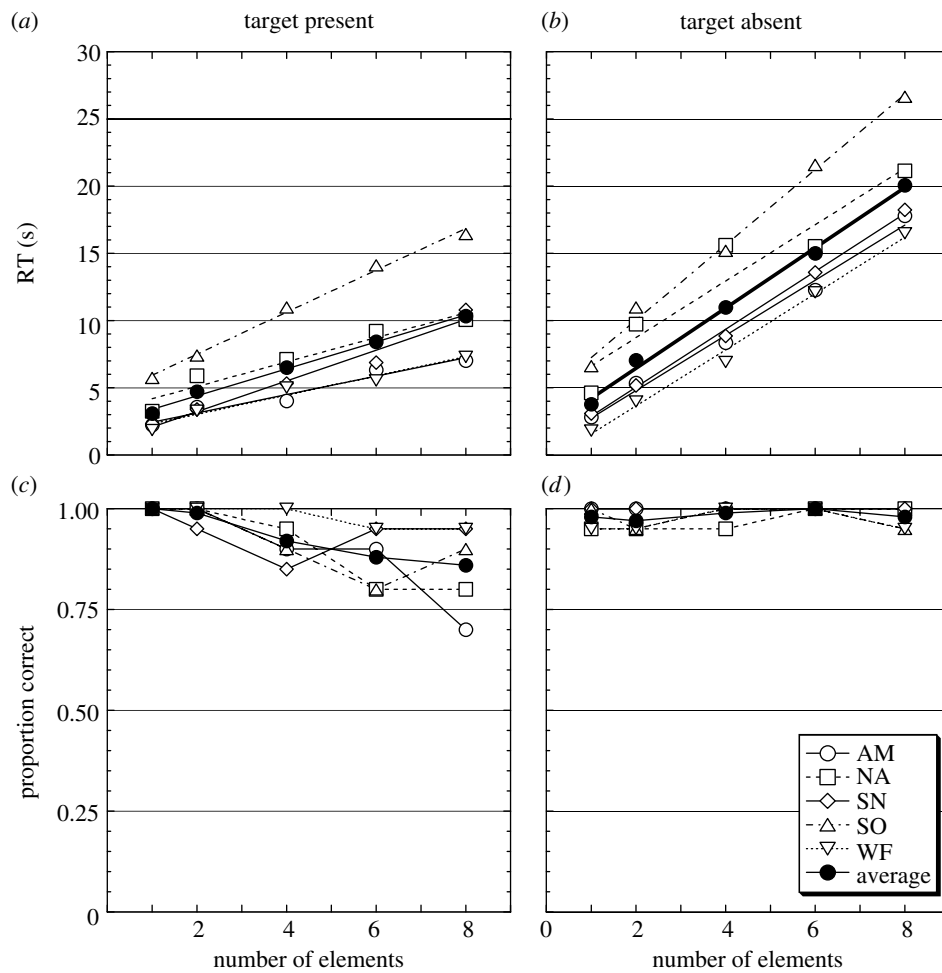 (a) target present
(b) target absent
30
25
20
15
10
5
0
RT (s)
(c)
(d)
1.00
0.75
0.50
0.25
0
proportion correct
2 4 6 8
number of elements
0 2 4 6 8
number of elements
AM
NA
SN
SO
WF
average